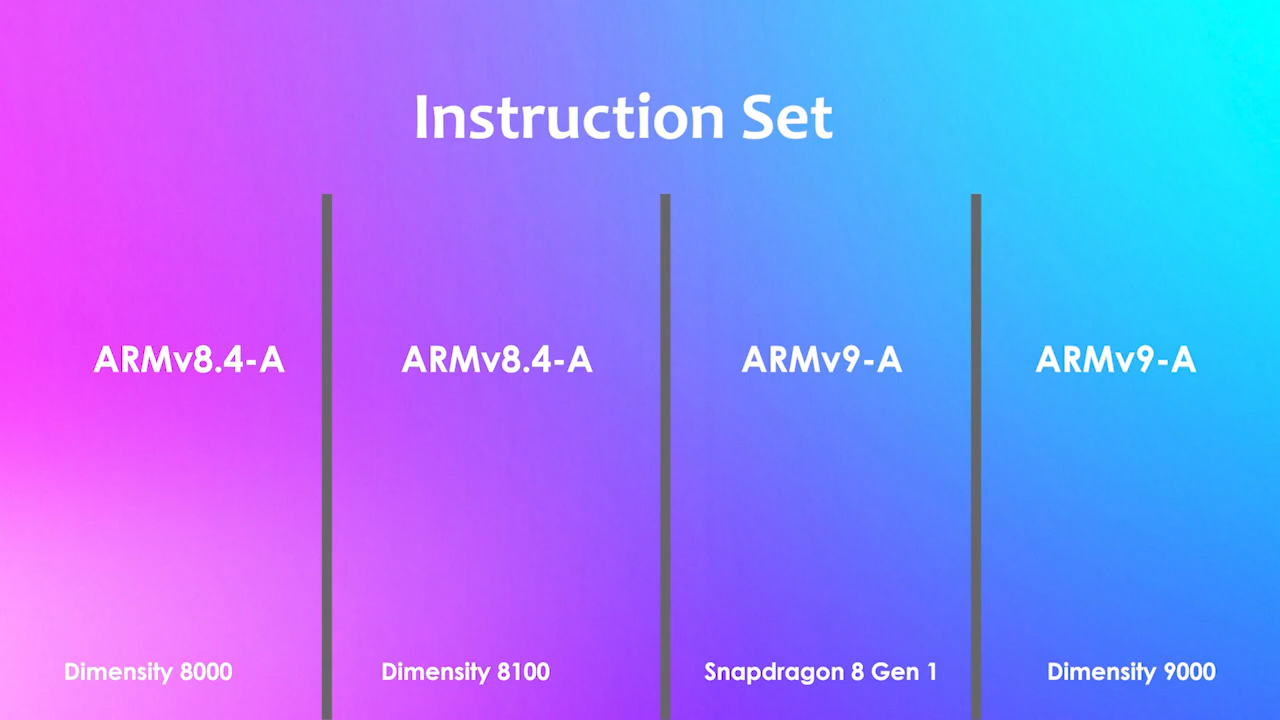 Instruction Set
ARMv8.4-A
ARMv8.4-A
ARMv9-A
ARMv9-A
Dimensity 8000
Dimensity 8100
Snapdragon 8 Gen 1
Dimensity 9000